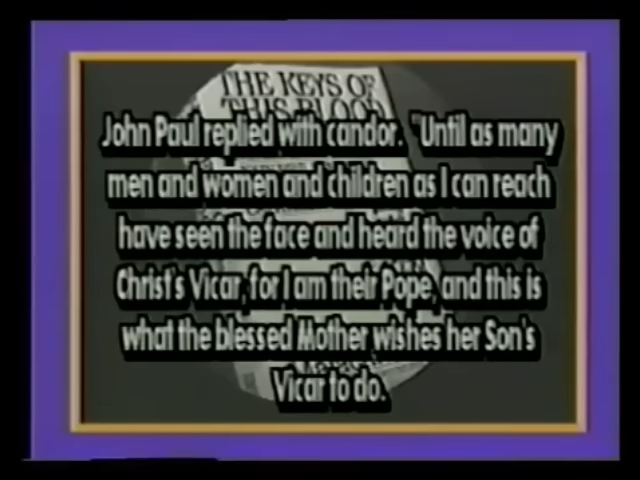 THE KEYS OF
THIS BLOOD
John Paul replied with candor. "Until as many
men and women and children as I can reach
have seen the face and heard the voice of
Christ's Vicar, for I am their Pope, and this is
what the blessed Mother wishes her Son's
Vicar to do.